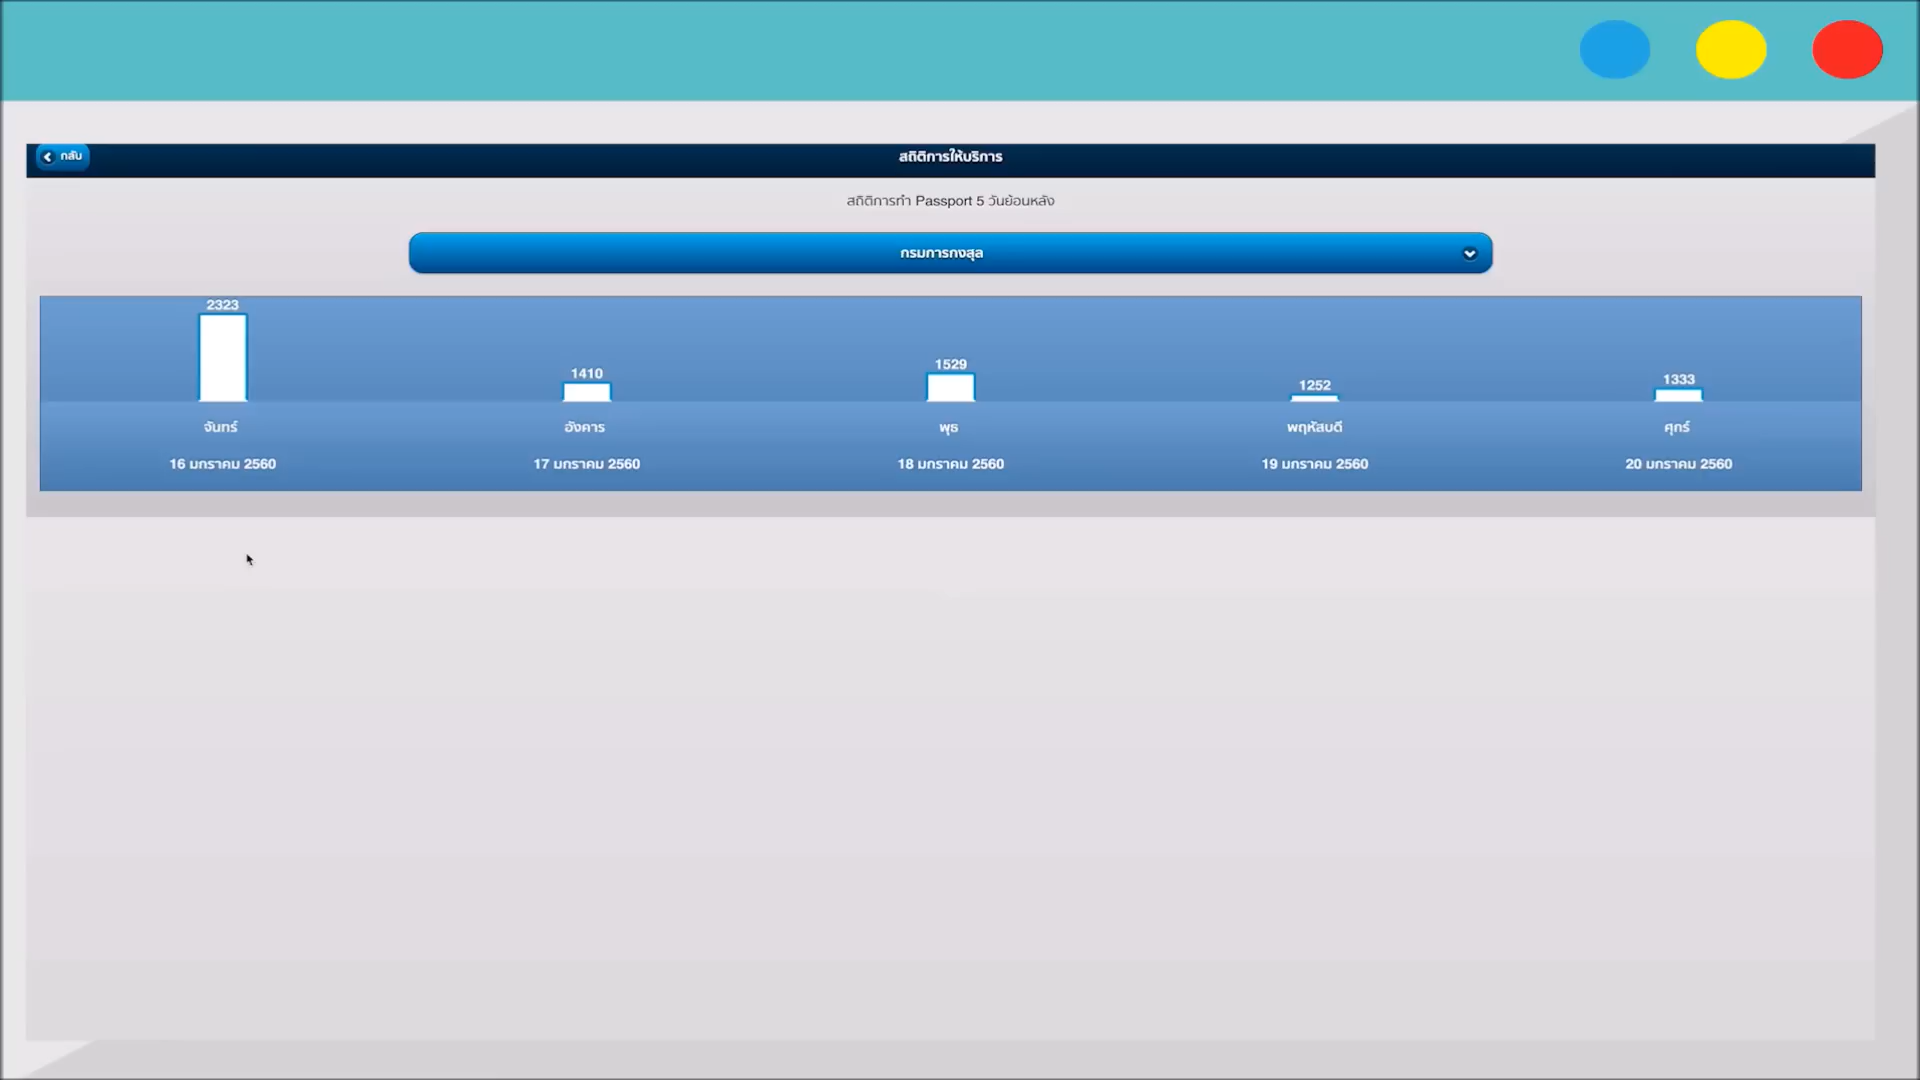 กลับ
สถิติการให้บริการ
สถิติการทำ Passport 5 วันย้อนหลัง
กรมการกงสุล
2323
1410
1529
1252
1333
จันทร์
อังคาร
พุธ
พฤหัสบดี
ศุกร์
16 มกราคม 2560
17 มกราคม 2560
18 มกราคม 2560
19 มกราคม 2560
20 มกราคม 2560